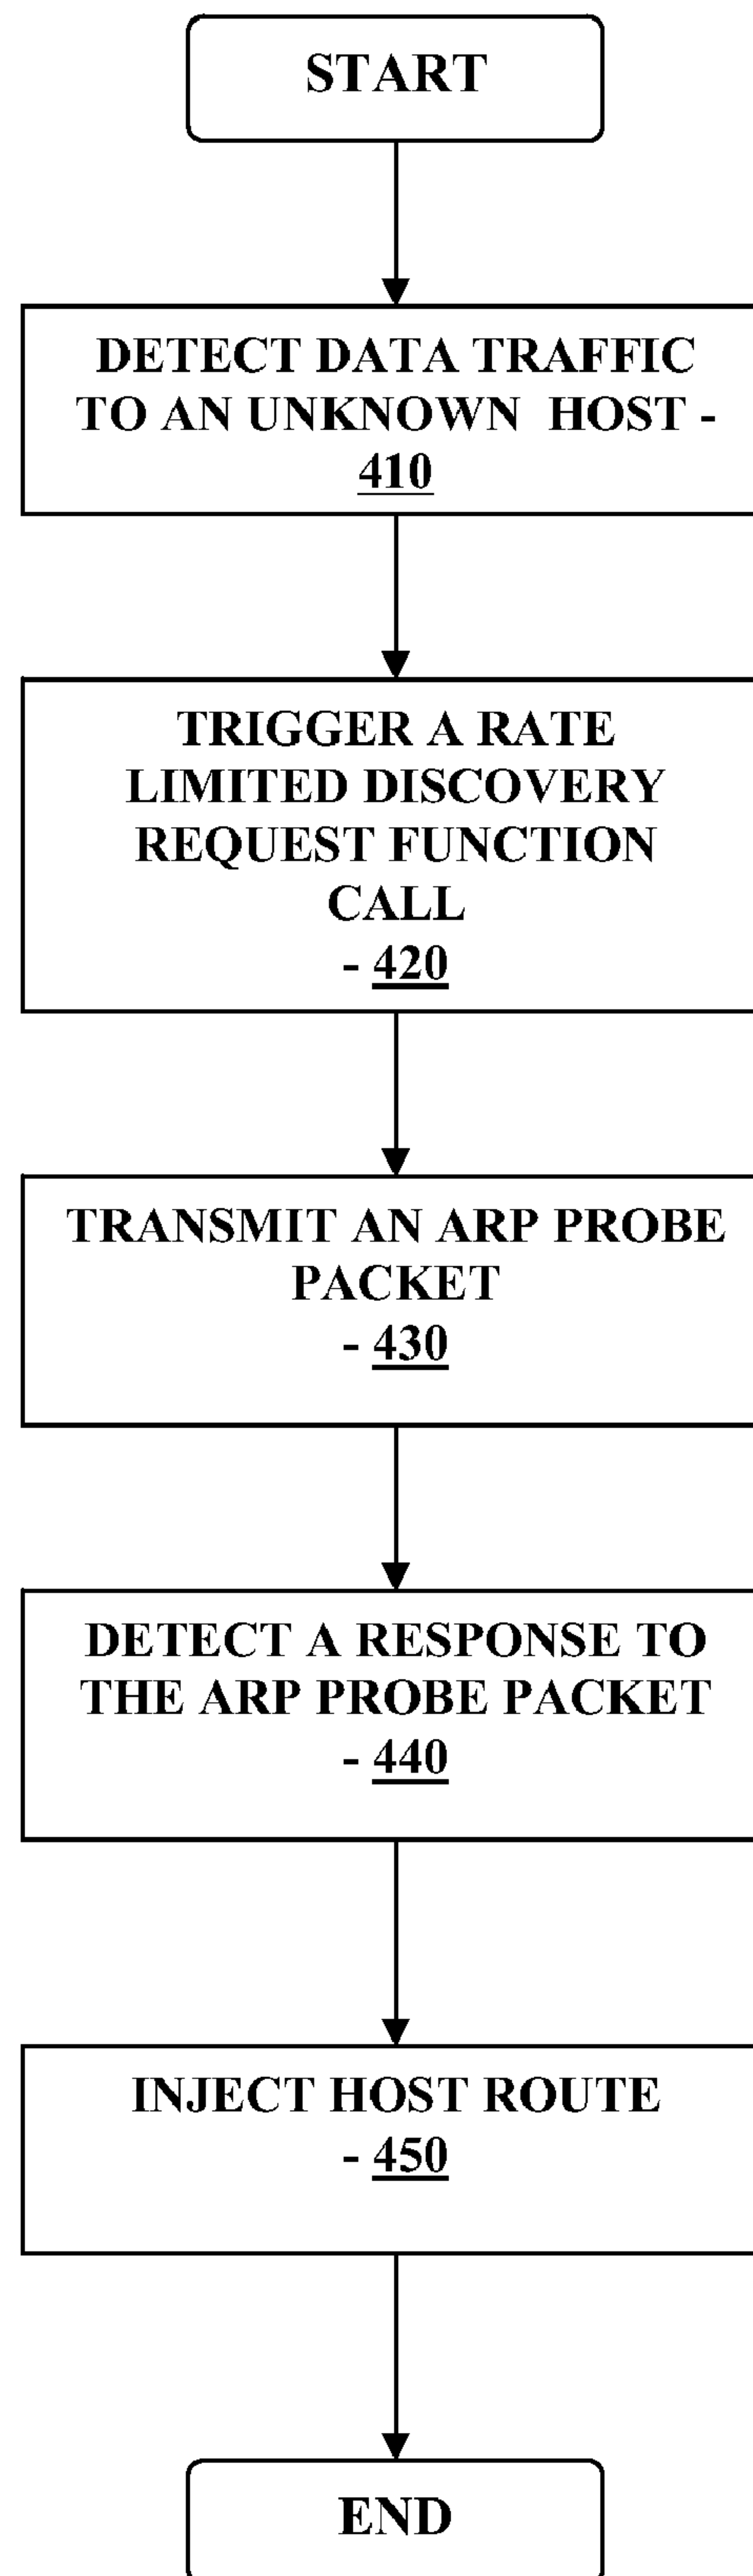 START
DETECT DATA TRAFFIC
TO AN UNKNOWN HOST -
410
TRIGGER A RATE
LIMITED DISCOVERY
REQUEST FUNCTION
CALL
- 420
TRANSMIT AN ARP PROBE
PACKET
- 430
DETECT A RESPONSE TO
THE ARP PROBE PACKET
- 440
INJECT HOST ROUTE
- 450
END